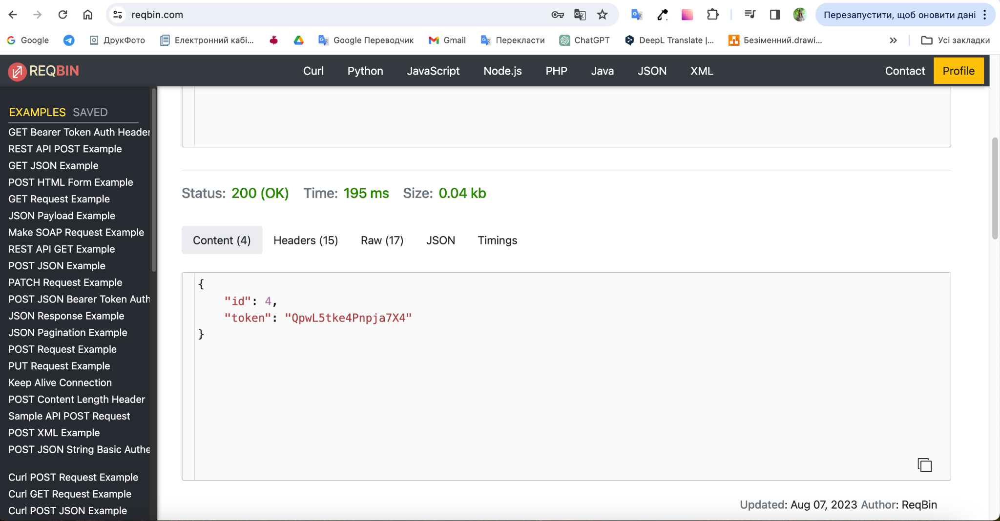 reqbin.com
Перезапустити, щоб оновити дані
Google
ДрукФото
Електронний кабі...
Google Переводчик
Gmail
Перекласти
ChatGPT
DeepL Translate |...
Безіменний.drawi...
Усі закладки
REQBIN
Curl Python JavaScript Node.js PHP Java JSON XML
Contact Profile
EXAMPLES SAVED
GET Bearer Token Auth Header
REST API POST Example
GET JSON Example
POST HTML Form Example
GET Request Example
JSON Payload Example
Make SOAP Request Example
REST API GET Example
POST JSON Example
PATCH Request Example
POST JSON Bearer Token Auth
JSON Response Example
JSON Pagination Example
POST Request Example
PUT Request Example
Keep Alive Connection
POST Content Length Header
Sample API POST Request
POST XML Example
POST JSON String Basic Authe
Curl POST Request Example
Curl GET Request Example
Curl POST JSON Example
Status: 200 (OK) Time: 195 ms Size: 0.04 kb
Content (4) Headers (15) Raw (17) JSON Timings
{
"id": 4,
"token": "QpwL5tke4Pnpja7X4"
}
Updated: Aug 07, 2023 Author: ReqBin